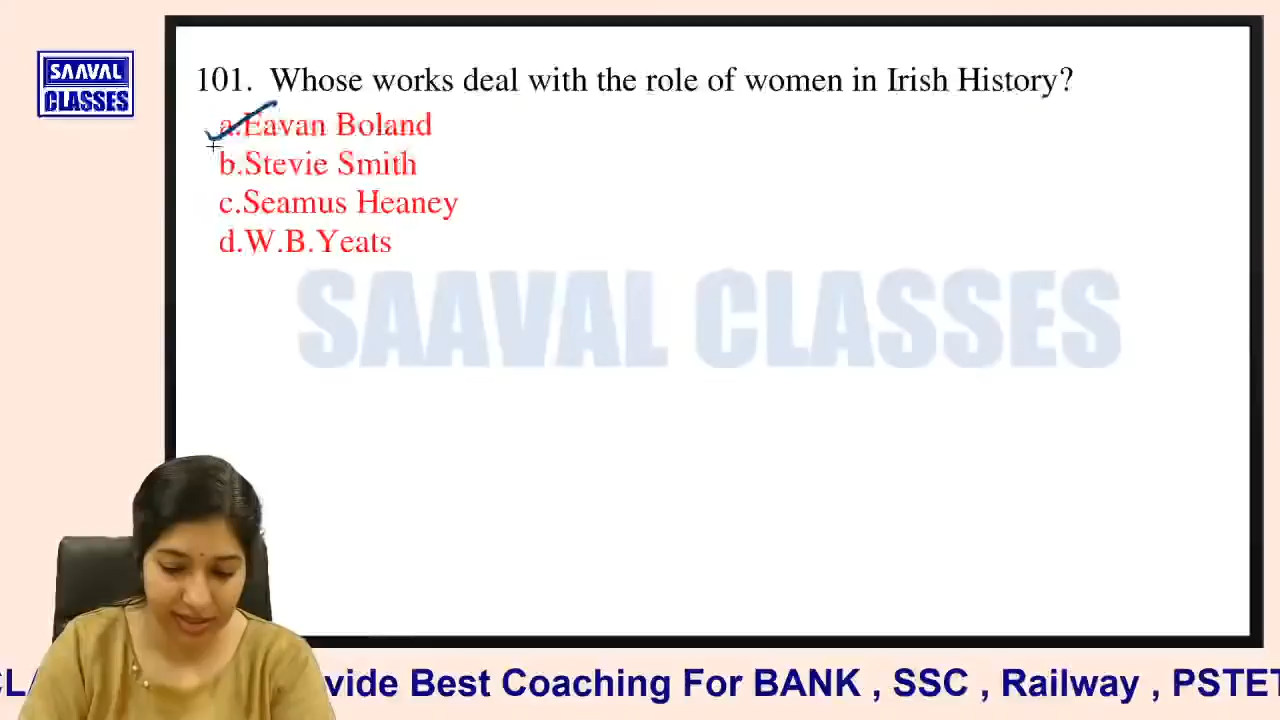 SAAVAL
CLASSES
101. Whose works deal with the role of women in Irish History?
a.Eavan Boland
b.Stevie Smith
c.Seamus Heaney
d.W.B.Yeats
SAAVAL CLASSES
vide Best Coaching For BANK , SSC , Railway , PSTET